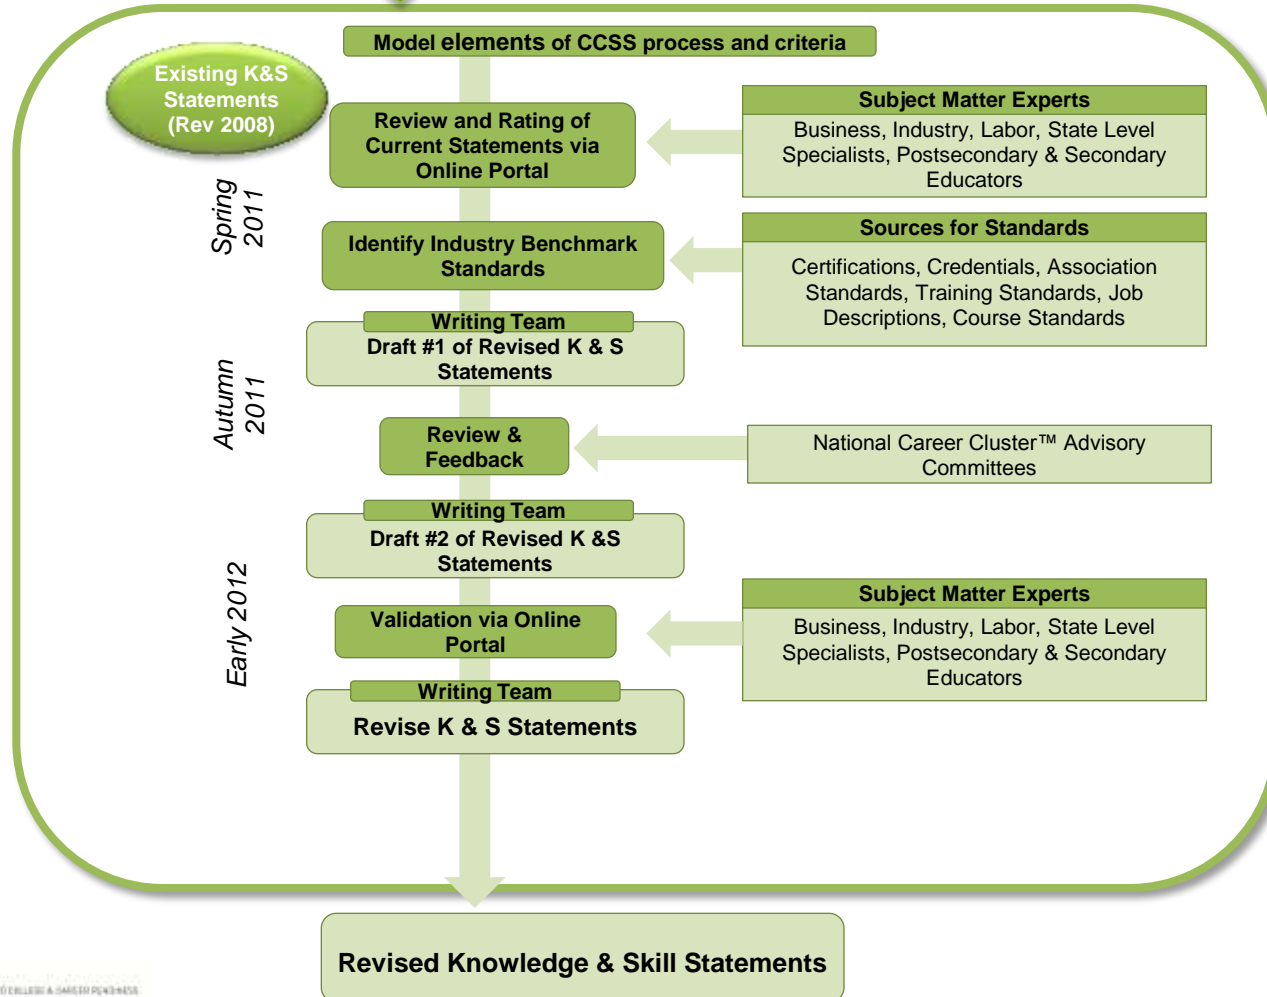 Model elements of CCSS process and criteria
Existing K&S
Statements
(Rev 2008)
Review and Rating of
Current Statements via
Online Portal
Subject Matter Experts
Business, Industry, Labor, State Level
Specialists, Postsecondary & Secondary
Educators
Spring
2011
Identify Industry Benchmark
Standards
Sources for Standards
Certifications, Credentials, Association
Standards, Training Standards, Job
Descriptions, Course Standards
Writing Team
Draft #1 of Revised K & S
Statements
Autumn
2011
Review &
Feedback
National Career Cluster™ Advisory
Committees
Writing Team
Draft #2 of Revised K &S
Statements
Early 2012
Validation via Online
Portal
Subject Matter Experts
Business, Industry, Labor, State Level
Specialists, Postsecondary & Secondary
Educators
Writing Team
Revise K & S Statements
Revised Knowledge & Skill Statements
COLLEGE & CAREER READINESS